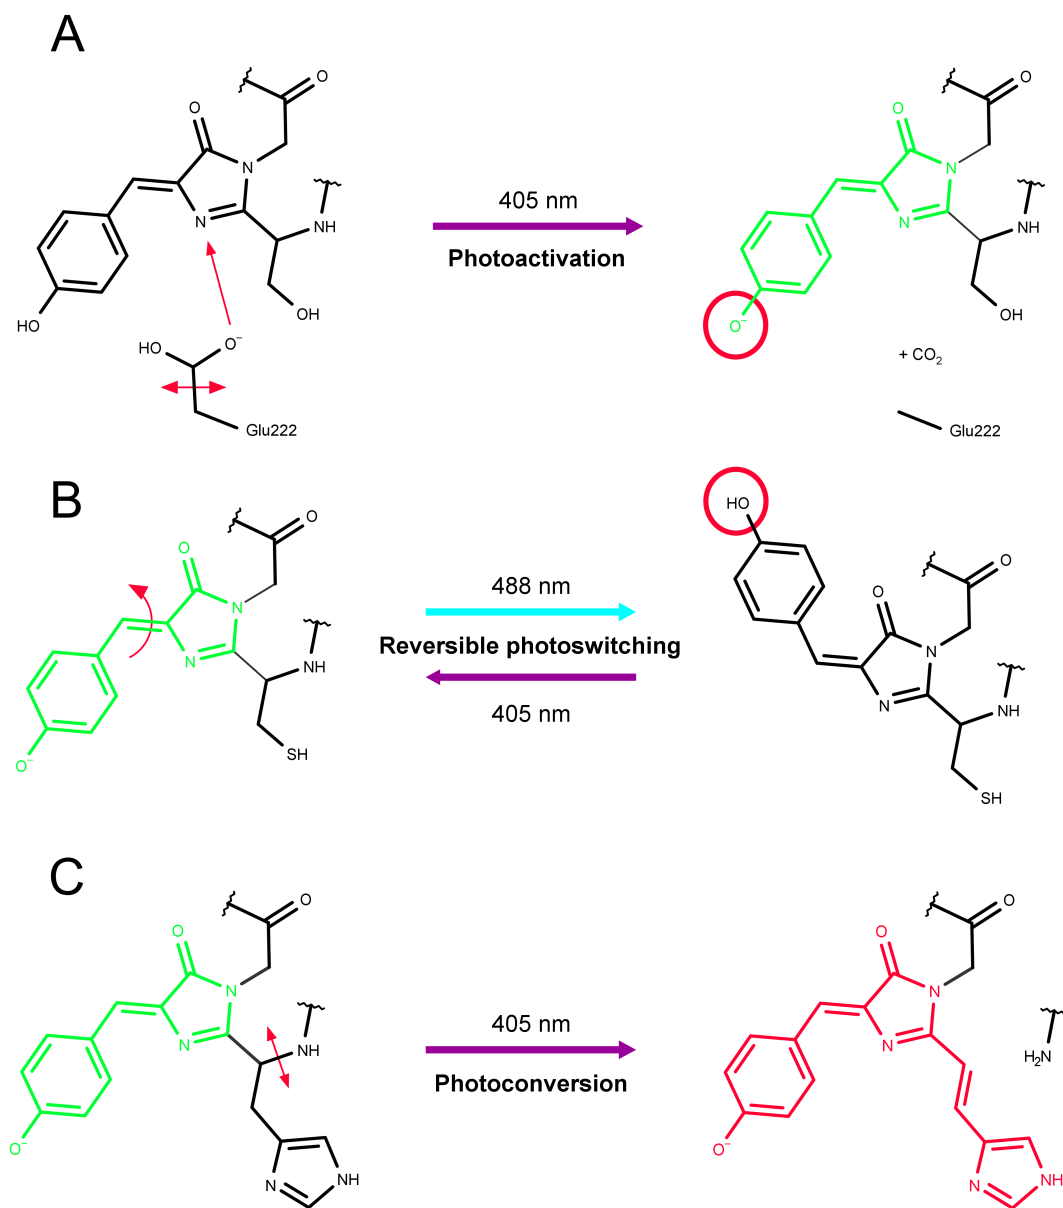 A
O
O
N
N
NH
OH
HO
HO
O⁻
Glu222
405 nm
Photoactivation
O
O
N
N
NH
OH
O⁻
+ CO₂
Glu222
B
O
O
N
N
NH
SH
O⁻
488 nm
Reversible photoswitching
405 nm
HO
O
O
N
N
NH
SH
C
O
O
N
N
NH
O⁻
N
NH
405 nm
Photoconversion
O
O
N
N
H₂N
O⁻
N
NH